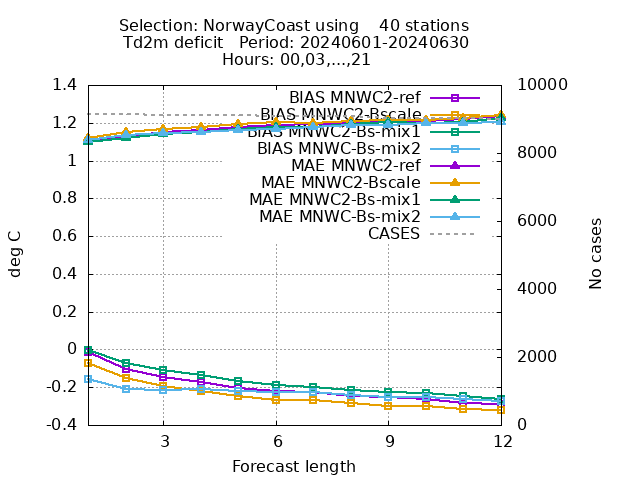 Selection: NorwayCoast using 40 stations
Td2m deficit Period: 20240601-20240630
Hours: 00,03,...,21
1.4
1.2
1
0.8
0.6
0.4
0.2
0
-0.2
-0.4
deg C
10000
8000
6000
4000
2000
0
No cases
BIAS MNWC2-ref
BIAS MNWC2-Bscale
BIAS MNWC2-Bs-mix1
BIAS MNWC-Bs-mix2
MAE MNWC2-ref
MAE MNWC2-Bscale
MAE MNWC2-Bs-mix1
MAE MNWC-Bs-mix2
CASES
3 6 9 12
Forecast length